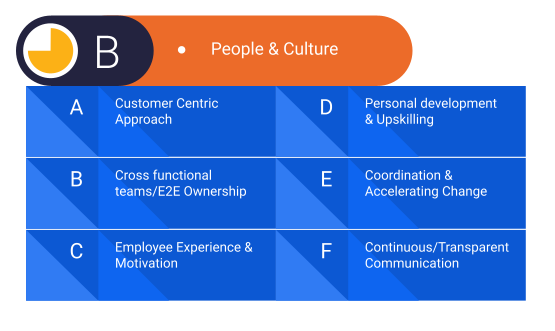 B
• People & Culture
A
Customer Centric
Approach
D
Personal development
& Upskilling
B
Cross functional
teams/E2E Ownership
E
Coordination &
Accelerating Change
C
Employee Experience &
Motivation
F
Continuous/Transparent
Communication